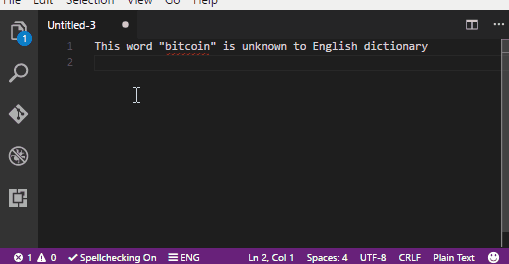 File Edit Selection View Go Help
Untitled-3
1 This word "bitcoin" is unknown to English dictionary
2
1
1 0 Spellchecking On ENG Ln 2, Col 1 Spaces: 4 UTF-8 CRLF Plain Text